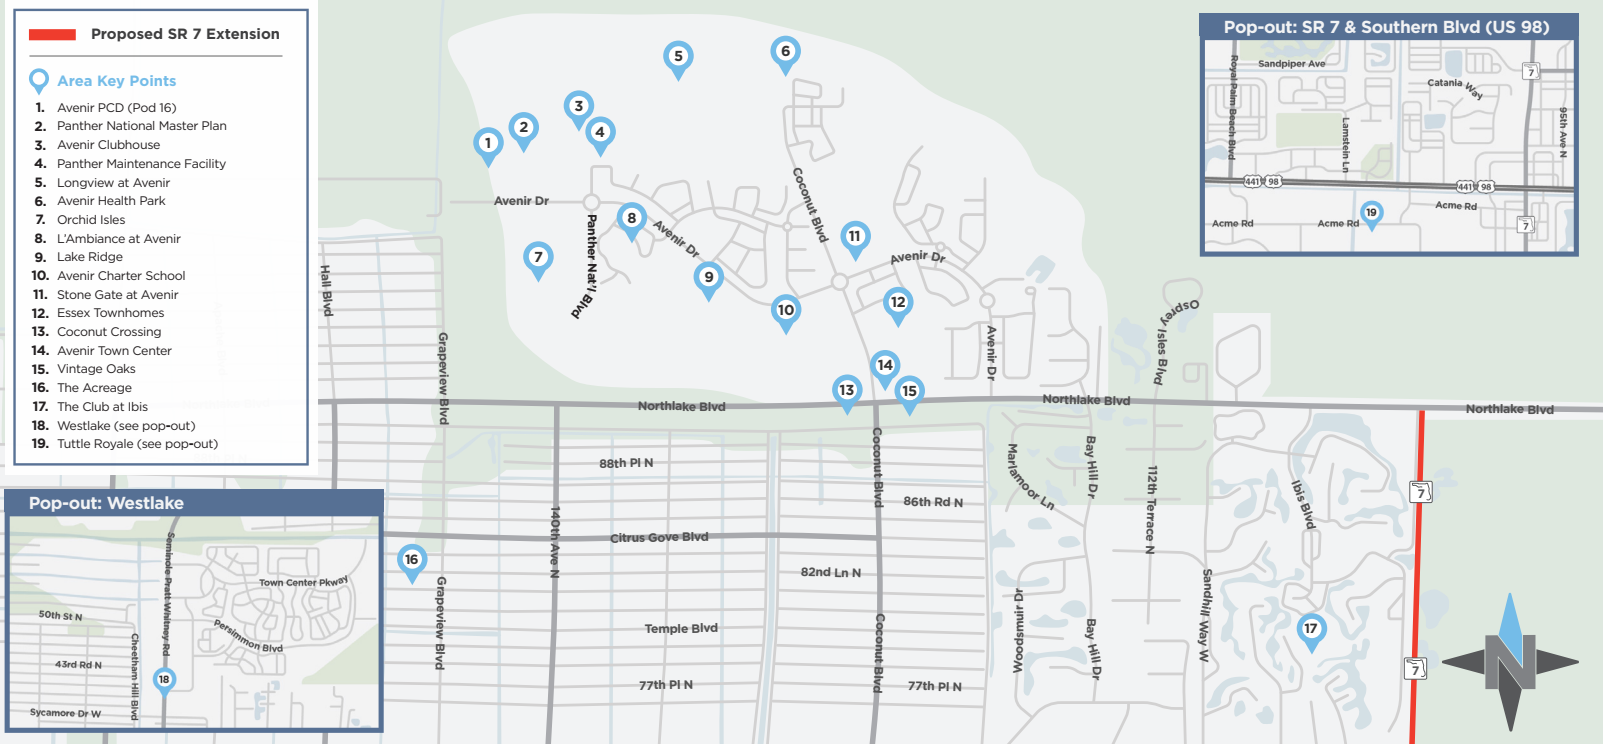 Proposed SR 7 Extension
Area Key Points
1. Avenir PCD (Pod 16)
2. Panther National Master Plan
3. Avenir Clubhouse
4. Panther Maintenance Facility
5. Longview at Avenir
6. Avenir Health Park
7. Orchid Isles
8. L'Ambiance at Avenir
9. Lake Ridge
10. Avenir Charter School
11. Stone Gate at Avenir
12. Essex Townhomes
13. Coconut Crossing
14. Avenir Town Center
15. Vintage Oaks
16. The Acreage
17. The Club at Ibis
18. Westlake (see pop-out)
19. Tuttle Royale (see pop-out)
Pop-out: SR 7 & Southern Blvd (US 98)
Royal Palm Beach Blvd
Sandpiper Ave
Catania Way
7
95th Ave N
Lamstein Ln
441 98
441 98
19
Acme Rd
Acme Rd
Acme Rd
7
5
6
3
2
4
1
Avenir Dr
Panther Nat'l Blvd
8
Avenir Dr
7
9
10
Coconut Blvd
11
Avenir Dr
12
Avenir Dr
14
13
15
Osprey Isles Blvd
Hall Blvd
Grapeview Blvd
Northlake Blvd
Northlake Blvd
Northlake Blvd
88th Pl N
Coconut Blvd
86th Rd N
Marlamoor Ln
Bay Hill Dr
112th Terrace N
Ibis Blvd
7
140th Ave N
Citrus Gove Blvd
16
82nd Ln N
Grapeview Blvd
Temple Blvd
77th Pl N
Coconut Blvd
77th Pl N
Woodsmuir Dr
Bay Hill Dr
Sandhill Way W
17
7
N
Pop-out: Westlake
Seminole Pratt Whitney Rd
Town Center Pkway
50th St N
Persimmon Blvd
Cheetham Hill Blvd
43rd Rd N
18
Sycamore Dr W